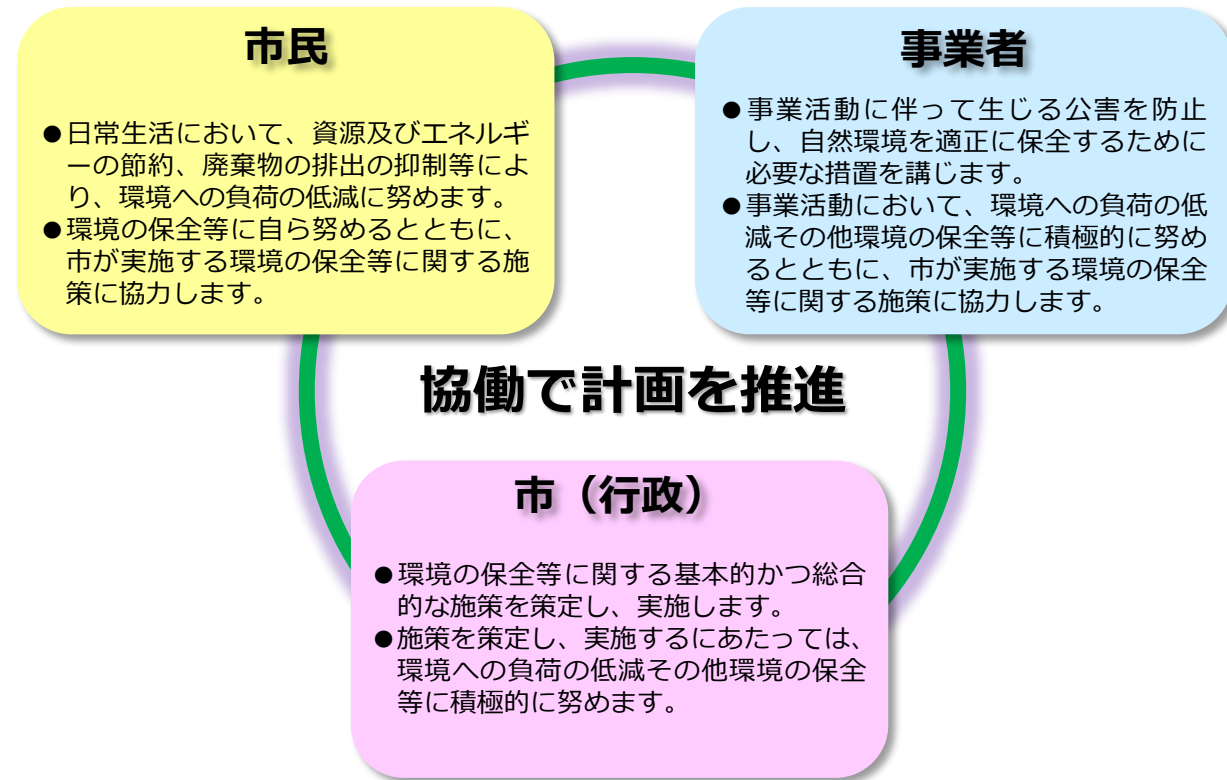 市民
●日常生活において、資源及びエネルギ
ーの節約、廃棄物の排出の抑制等によ
り、環境への負荷の低減に努めます。
●環境の保全等に自ら努めるとともに、
市が実施する環境の保全等に関する施
策に協力します。
事業者
●事業活動に伴って生じる公害を防止
し、自然環境を適正に保全するために
必要な措置を講じます。
●事業活動において、環境への負荷の低
減その他環境の保全等に積極的に努め
るとともに、市が実施する環境の保全
等に関する施策に協力します。
協働で計画を推進
市（行政）
●環境の保全等に関する基本的かつ総合
的な施策を策定し、実施します。
●施策を策定し、実施するにあたっては、
環境への負荷の低減その他環境の保全
等に積極的に努めます。